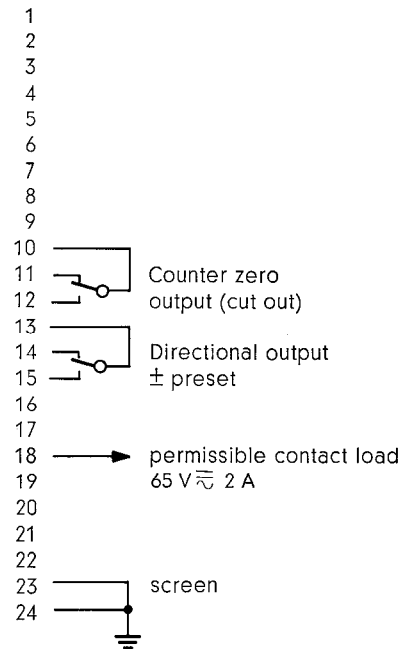 1
2
3
4
5
6
7
8
9
10
11 Counter zero
12 output (cut out)
13
14 Directional output
15 ± preset
16
17
18 permissible contact load
19 65 V ⎓∿ 2 A
20
21
22
23 screen
24